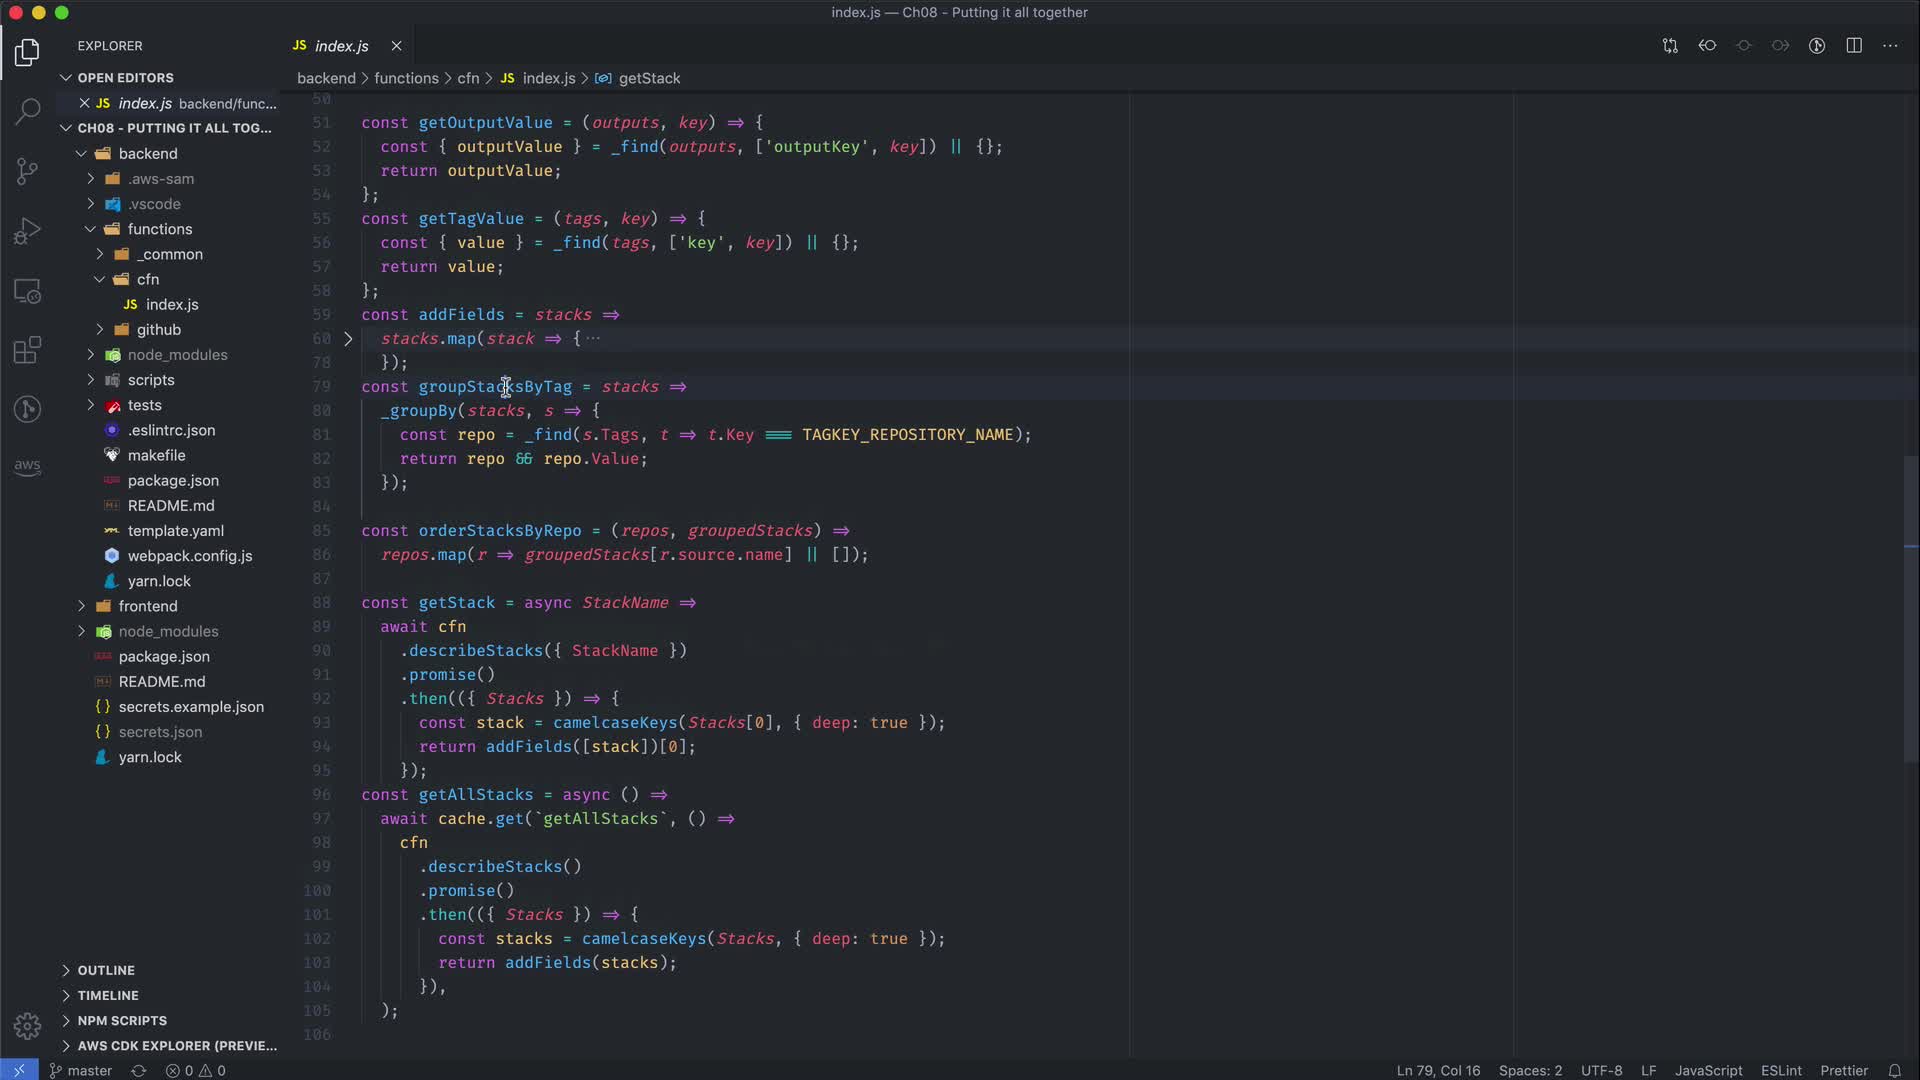 index.js — Ch08 - Putting it all together
EXPLORER
JS index.js
OPEN EDITORS
JS index.js backend/func...
CH08 - PUTTING IT ALL TOG...
backend
.aws-sam
.vscode
functions
_common
cfn
JS index.js
github
node_modules
scripts
tests
.eslintrc.json
makefile
package.json
README.md
template.yaml
webpack.config.js
yarn.lock
frontend
node_modules
package.json
README.md
secrets.example.json
secrets.json
yarn.lock
OUTLINE
TIMELINE
NPM SCRIPTS
AWS CDK EXPLORER (PREVIE...
aws
backend > functions > cfn > JS index.js > getStack
50
51 const getOutputValue = (outputs, key) => {
52 const { outputValue } = _find(outputs, ['outputKey', key]) || {};
53 return outputValue;
54 };
55 const getTagValue = (tags, key) => {
56 const { value } = _find(tags, ['key', key]) || {};
57 return value;
58 };
59 const addFields = stacks =>
60 stacks.map(stack => { ···
78 });
79 const groupStacksByTag = stacks =>
80 _groupBy(stacks, s => {
81 const repo = _find(s.Tags, t => t.Key === TAGKEY_REPOSITORY_NAME);
82 return repo && repo.Value;
83 });
84
85 const orderStacksByRepo = (repos, groupedStacks) =>
86 repos.map(r => groupedStacks[r.source.name] || []);
87
88 const getStack = async StackName =>
89 await cfn
90 .describeStacks({ StackName })
91 .promise()
92 .then(({ Stacks }) => {
93 const stack = camelcaseKeys(Stacks[0], { deep: true });
94 return addFields([stack])[0];
95 });
96 const getAllStacks = async () =>
97 await cache.get(`getAllStacks`, () =>
98 cfn
99 .describeStacks()
100 .promise()
101 .then(({ Stacks }) => {
102 const stacks = camelcaseKeys(Stacks, { deep: true });
103 return addFields(stacks);
104 }),
105 );
106
master 0 0 Ln 79, Col 16 Spaces: 2 UTF-8 LF JavaScript ESLint Prettier